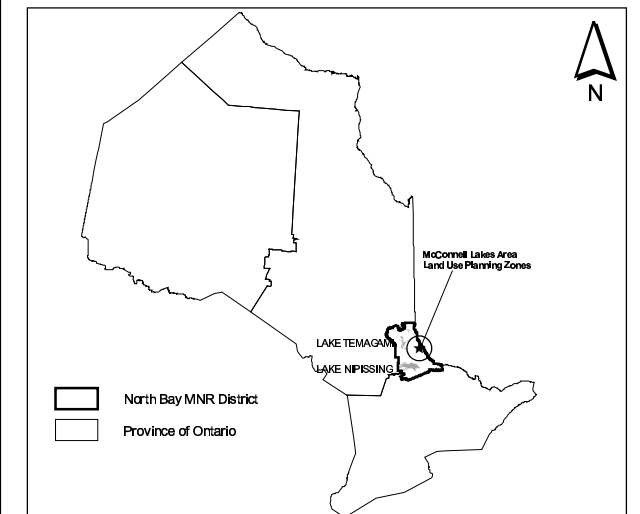 N
McConnell Lakes Area
Land Use Planning Zones
LAKE TEMAGAMI
LAKE NIPISSING
North Bay MNR District
Province of Ontario